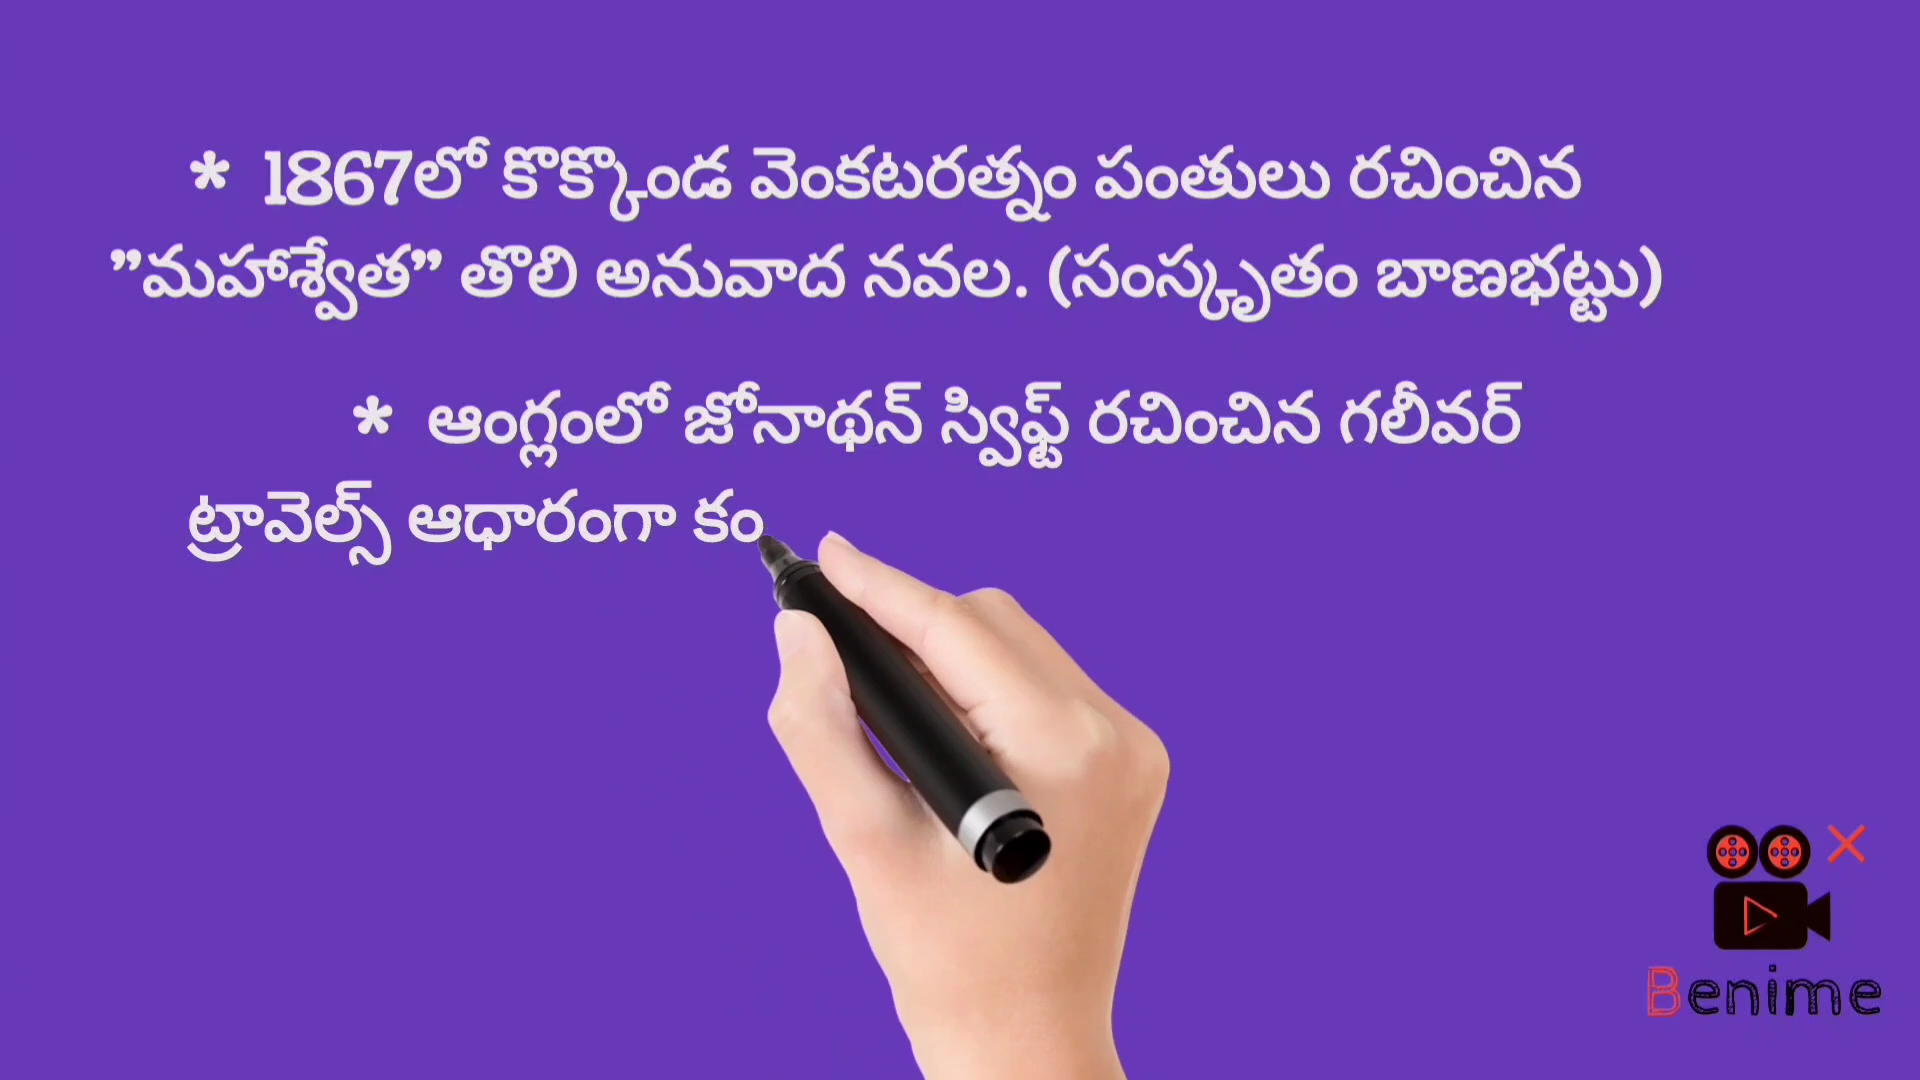 * 1867లో కొక్కొండ వెంకటరత్నం పంతులు రచించిన
"మహాశ్వేత" తొలి అనువాద నవల. (సంస్కృతం బాణభట్టు)
* ఆంగ్లంలో జోనాథన్ స్విఫ్ట్ రచించిన గలీవర్
ట్రావెల్స్ ఆధారంగా కం
Benime